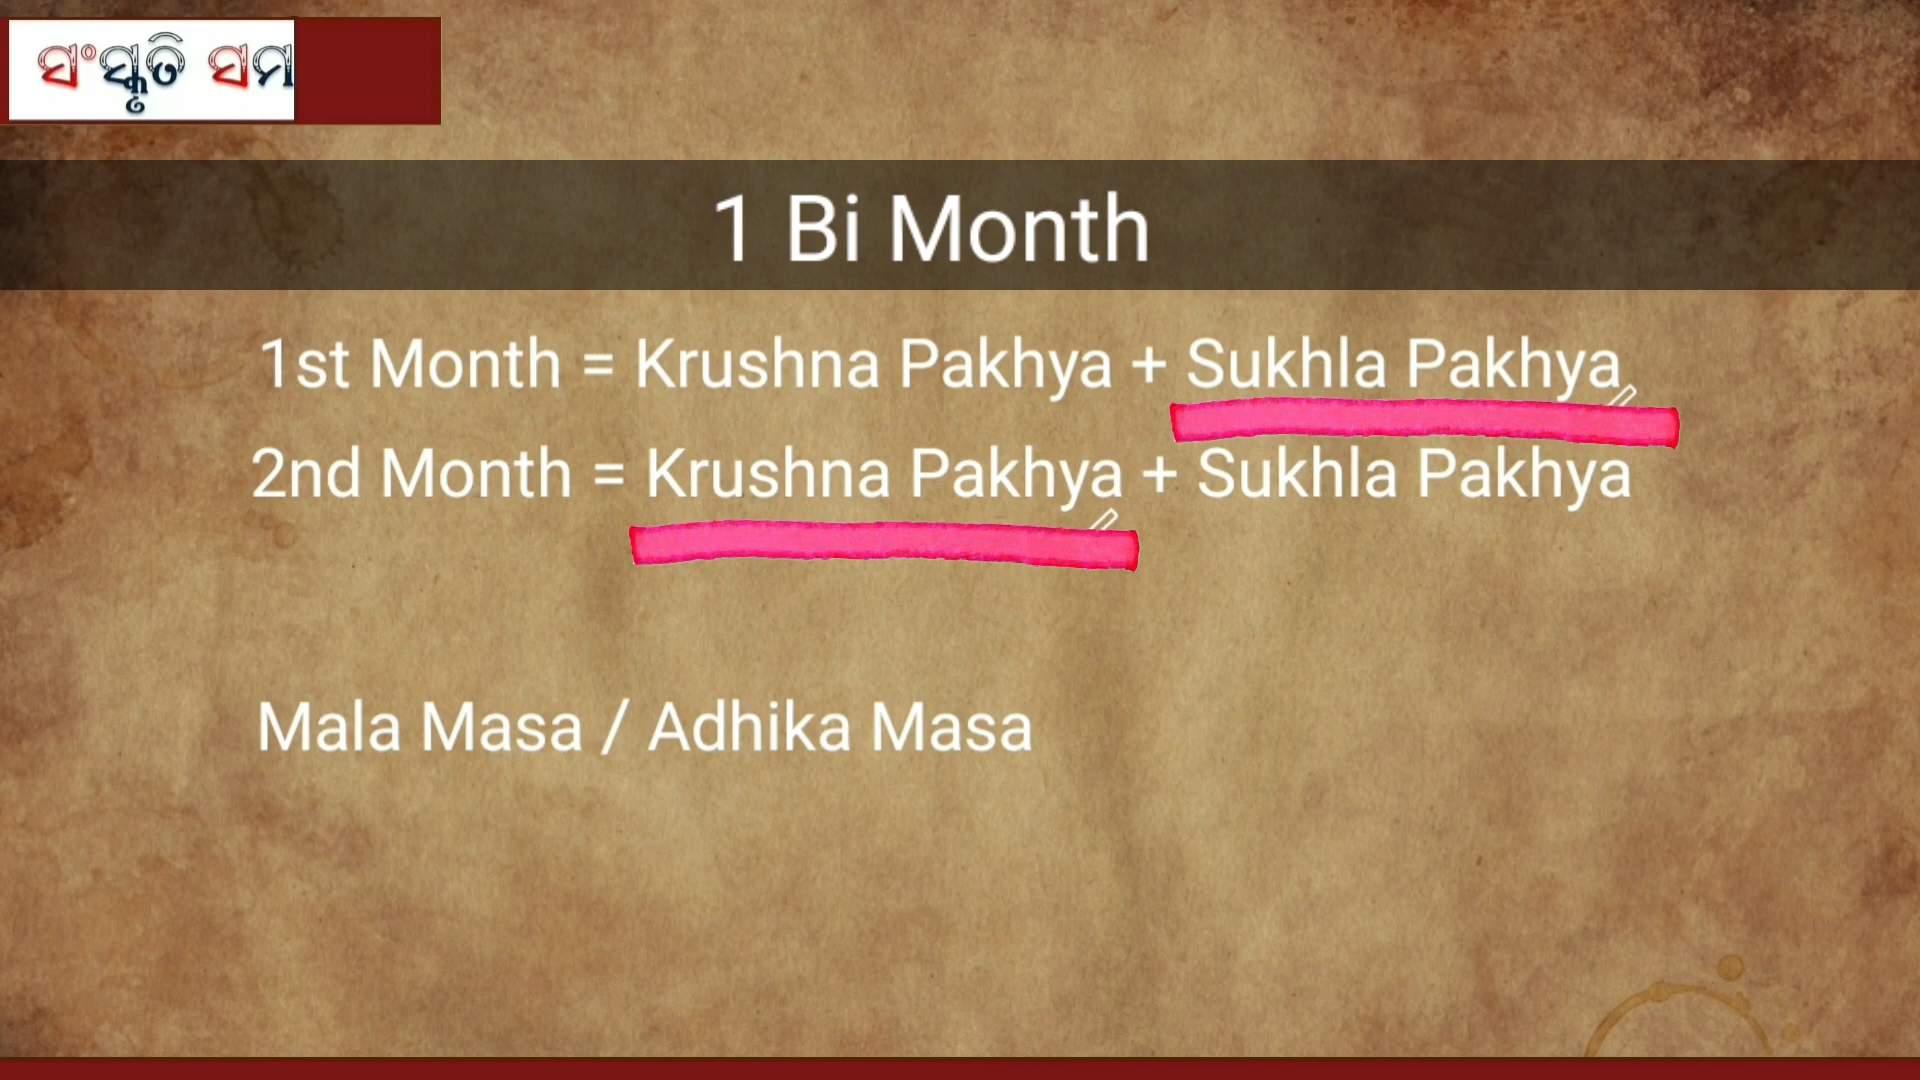 ସଂସ୍କୃତି ସମ
1 Bi Month
1st Month = Krushna Pakhya + Sukhla Pakhya
2nd Month = Krushna Pakhya + Sukhla Pakhya
Mala Masa / Adhika Masa